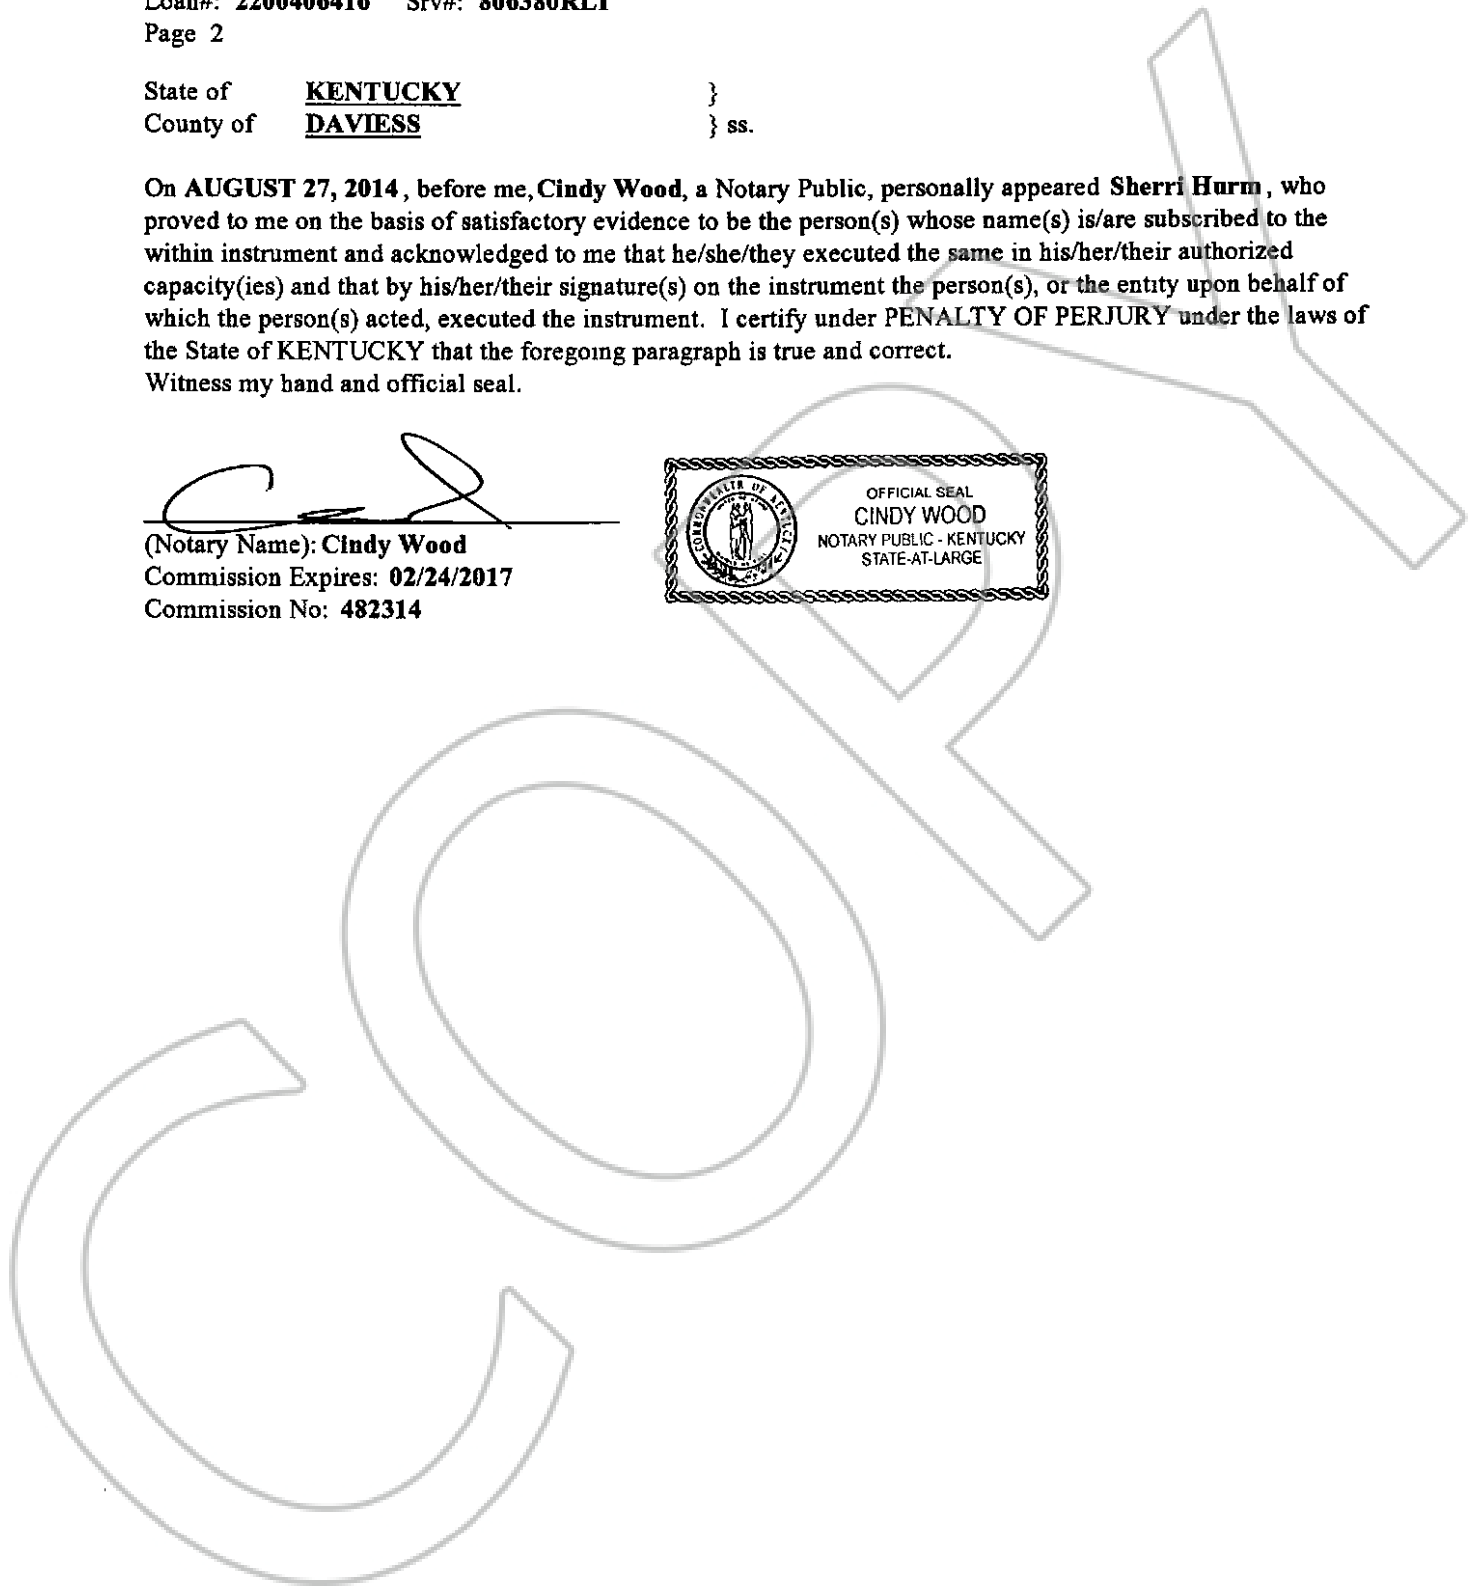 Loan#: 2200406416 Srv#: 806380RL1
Page 2
State of KENTUCKY }
County of DAVIESS } ss.
On AUGUST 27, 2014, before me, Cindy Wood, a Notary Public, personally appeared Sherri Hurm, who
proved to me on the basis of satisfactory evidence to be the person(s) whose name(s) is/are subscribed to the
within instrument and acknowledged to me that he/she/they executed the same in his/her/their authorized
capacity(ies) and that by his/her/their signature(s) on the instrument the person(s), or the entity upon behalf of
which the person(s) acted, executed the instrument. I certify under PENALTY OF PERJURY under the laws of
the State of KENTUCKY that the foregoing paragraph is true and correct.
Witness my hand and official seal.
(Notary Name): Cindy Wood
Commission Expires: 02/24/2017
Commission No: 482314
COMMONWEALTH OF KENTUCKY
OFFICIAL SEAL
CINDY WOOD
NOTARY PUBLIC - KENTUCKY
STATE-AT-LARGE
COPY